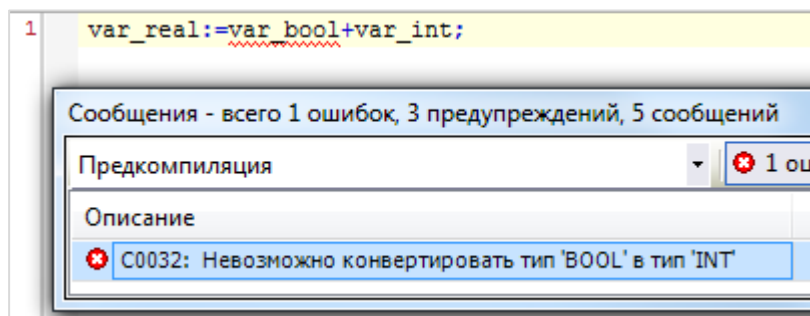 1 var_real:=var_bool+var_int;
Сообщения - всего 1 ошибок, 3 предупреждений, 5 сообщений
Предкомпиляция 1 ош
Описание
C0032: Невозможно конвертировать тип 'BOOL' в тип 'INT'